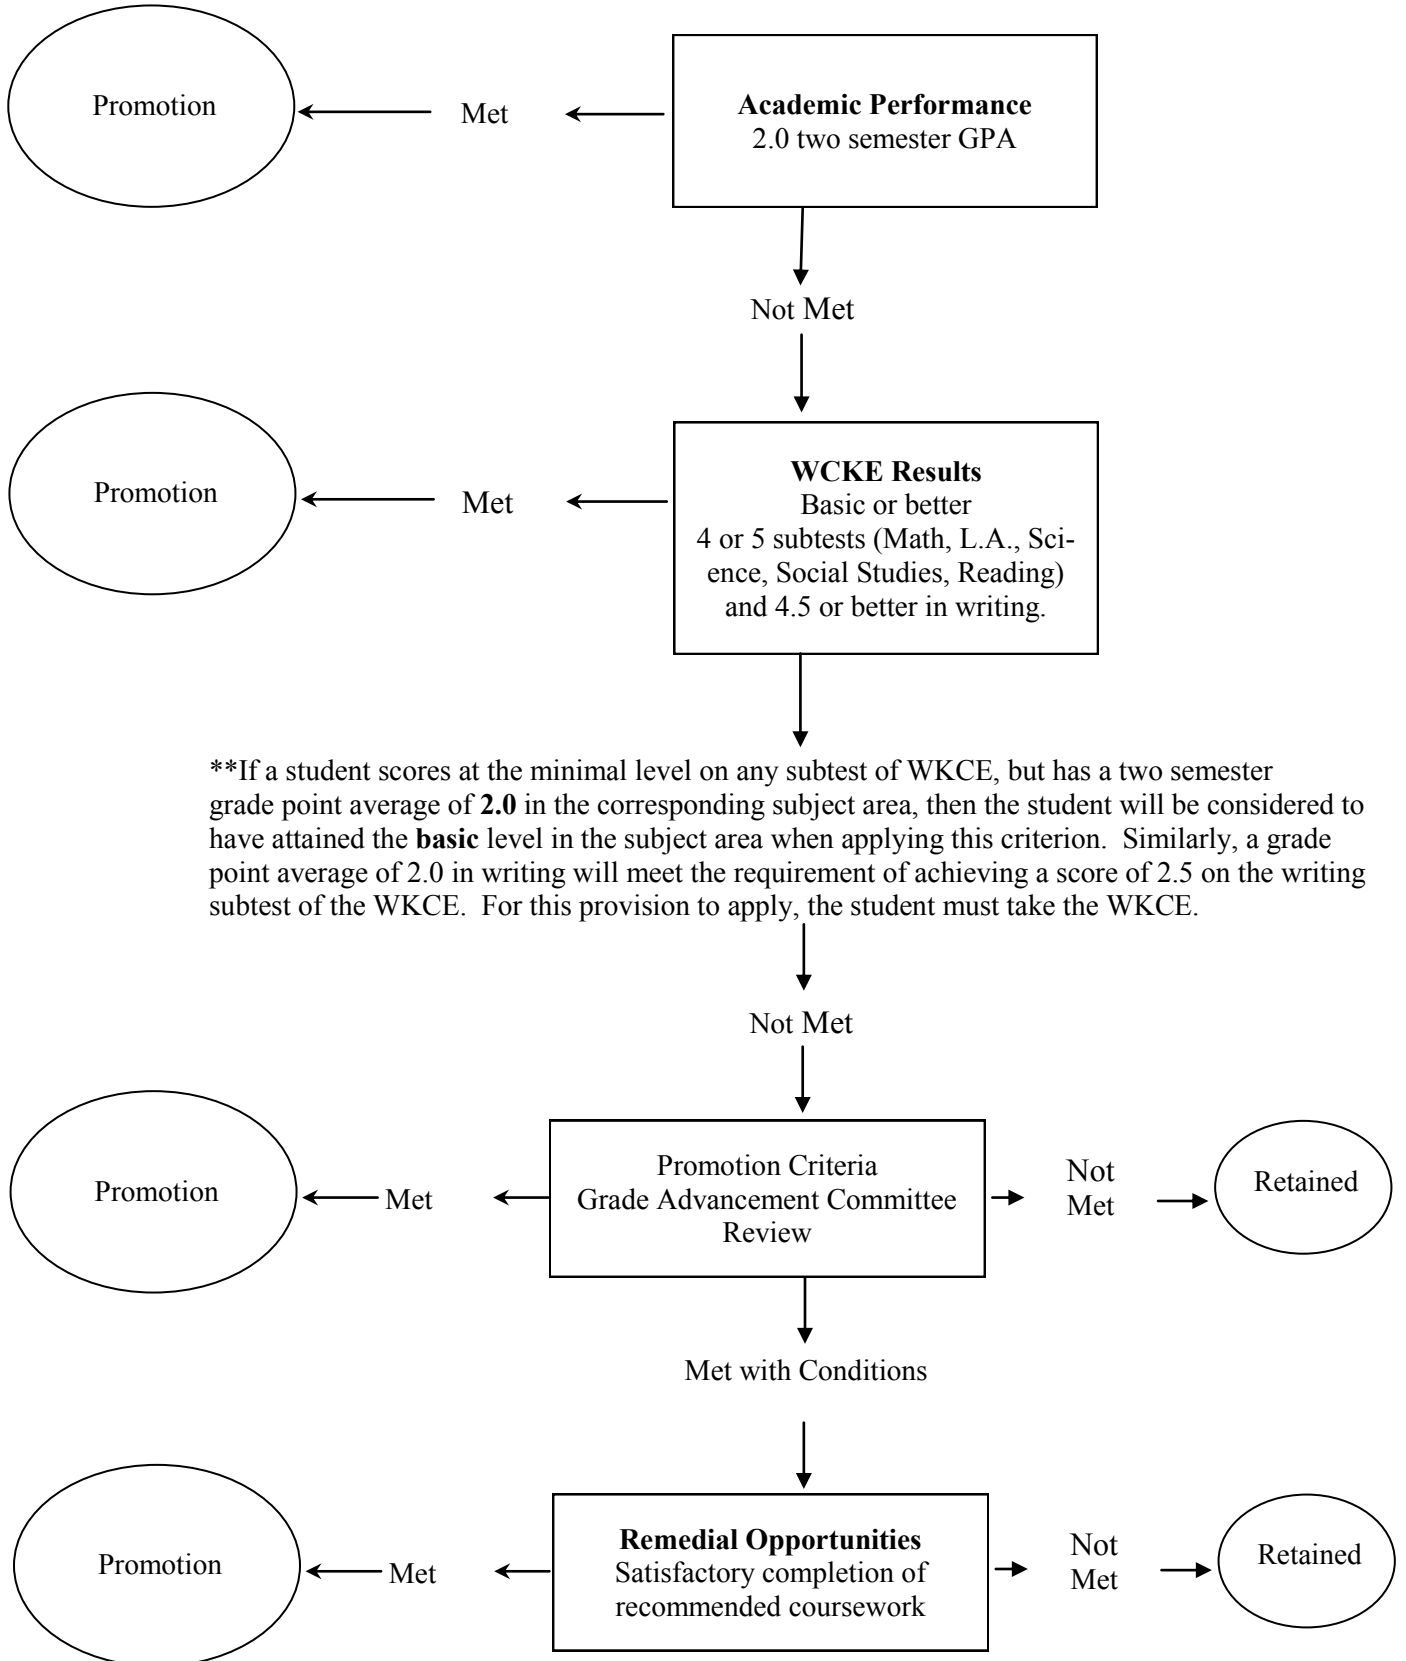 Promotion
Met
Academic Performance
2.0 two semester GPA
Not Met
Promotion
Met
WCKE Results
Basic or better
4 or 5 subtests (Math, L.A., Sci-
ence, Social Studies, Reading)
and 4.5 or better in writing.
**If a student scores at the minimal level on any subtest of WKCE, but has a two semester
grade point average of 2.0 in the corresponding subject area, then the student will be considered to
have attained the basic level in the subject area when applying this criterion.  Similarly, a grade
point average of 2.0 in writing will meet the requirement of achieving a score of 2.5 on the writing
subtest of the WKCE.  For this provision to apply, the student must take the WKCE.
Not Met
Promotion
Met
Promotion Criteria
Grade Advancement Committee
Review
Not
Met
Retained
Met with Conditions
Promotion
Met
Remedial Opportunities
Satisfactory completion of
recommended coursework
Not
Met
Retained